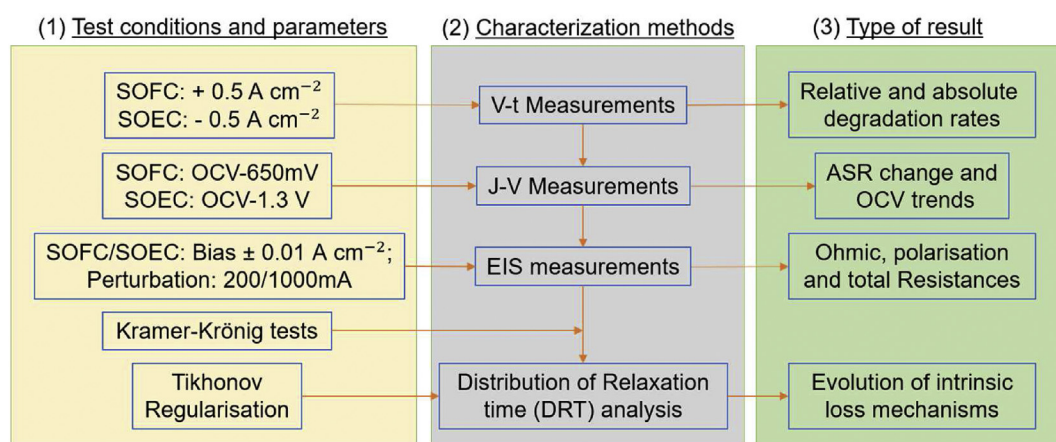 (1) Test conditions and parameters
(2) Characterization methods
(3) Type of result
SOFC: + 0.5 A cm⁻²
SOEC: - 0.5 A cm⁻²
V-t Measurements
Relative and absolute
degradation rates
SOFC: OCV-650mV
SOEC: OCV-1.3 V
J-V Measurements
ASR change and
OCV trends
SOFC/SOEC: Bias ± 0.01 A cm⁻²;
Perturbation: 200/1000mA
EIS measurements
Ohmic, polarisation
and total Resistances
Kramer-Krönig tests
Tikhonov
Regularisation
Distribution of Relaxation
time (DRT) analysis
Evolution of intrinsic
loss mechanisms